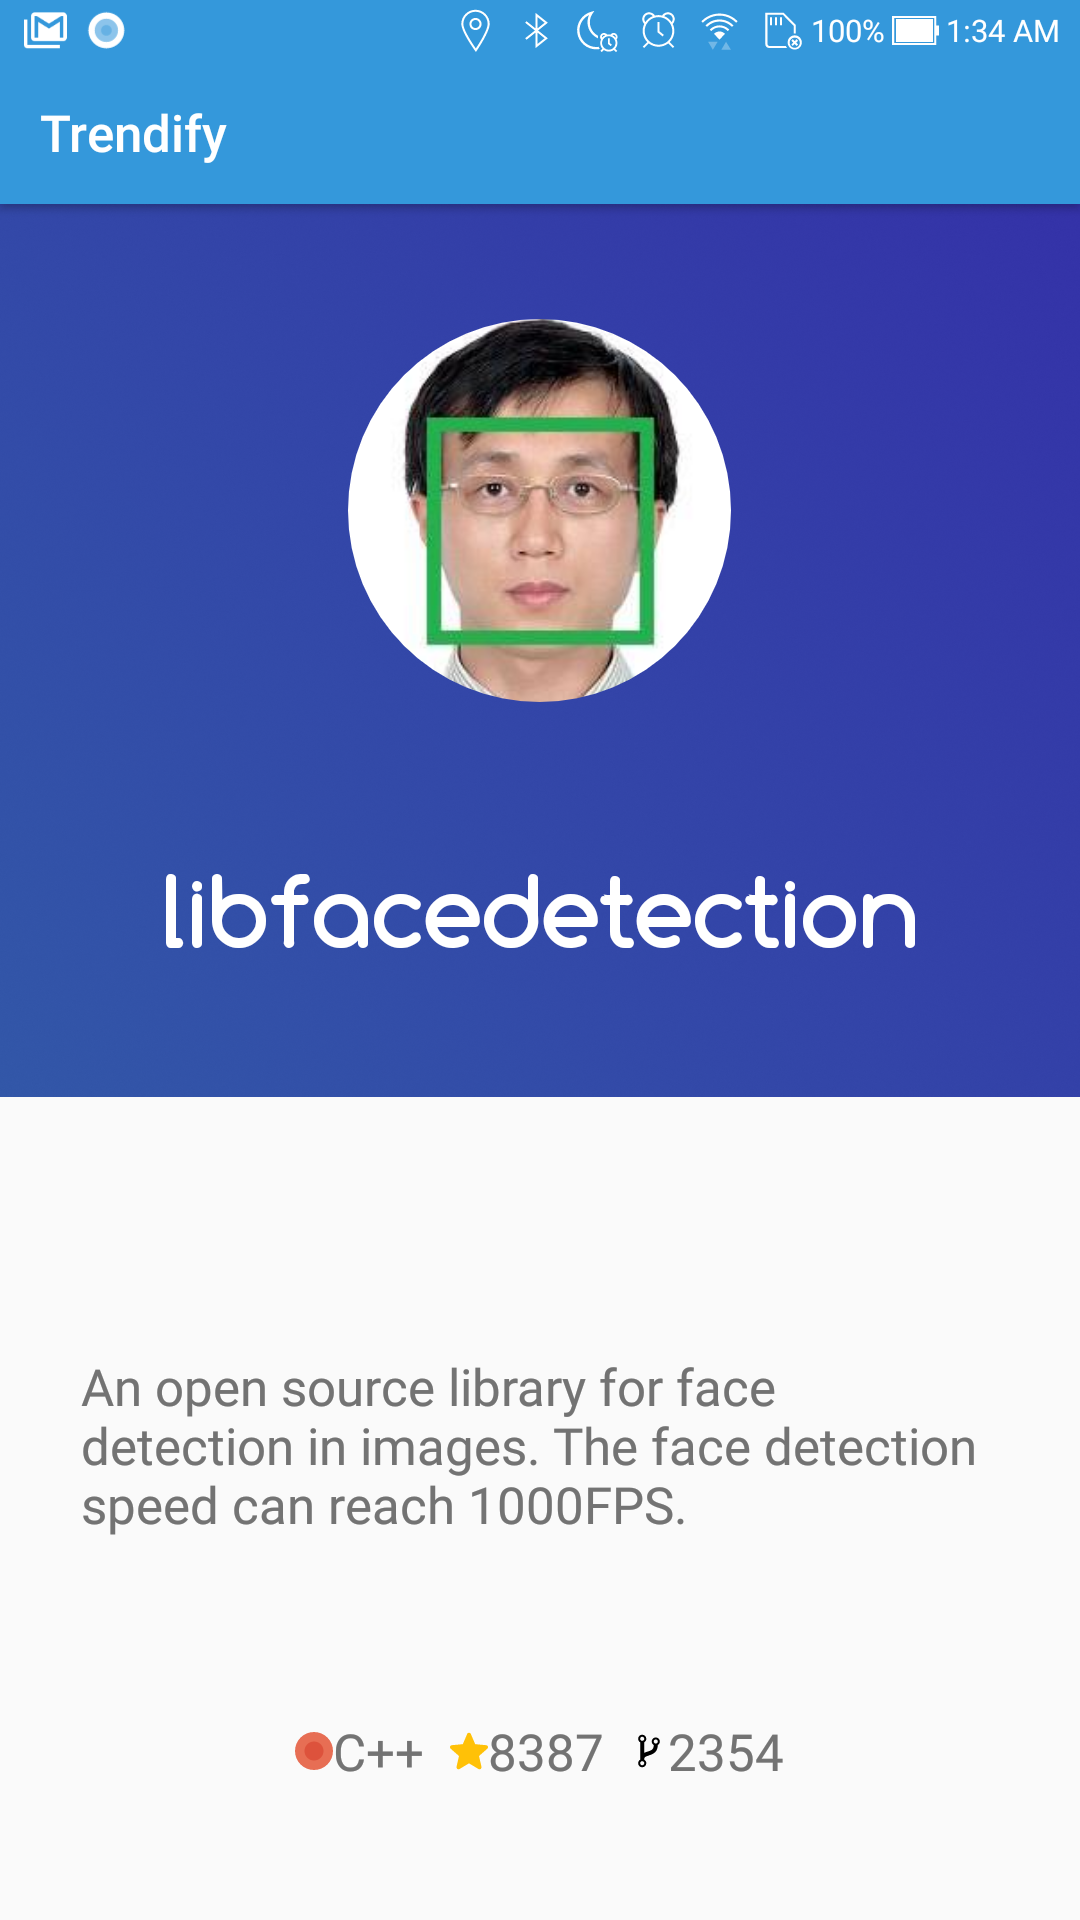 100% 1:34 AM
Trendify
libfacedetection
An open source library for face
detection in images. The face detection
speed can reach 1000FPS.
C++ 8387 2354